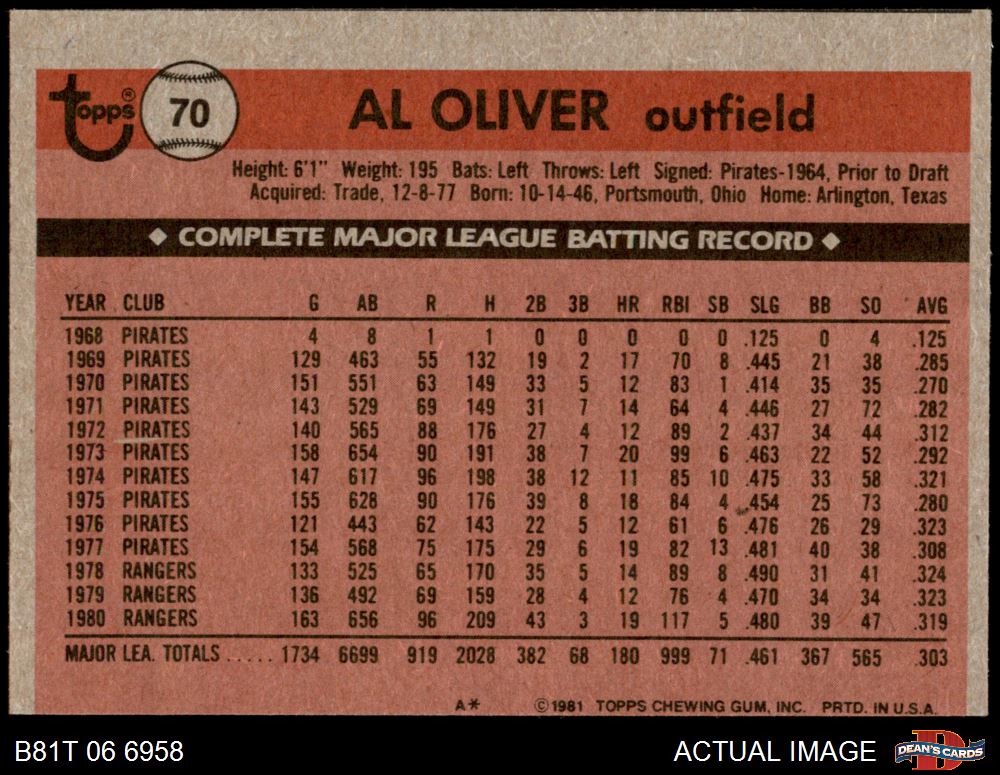 Topps® 70 AL OLIVER outfield
Height: 6'1" Weight: 195 Bats: Left Throws: Left Signed: Pirates-1964, Prior to Draft
Acquired: Trade, 12-8-77 Born: 10-14-46, Portsmouth, Ohio Home: Arlington, Texas
◆ COMPLETE MAJOR LEAGUE BATTING RECORD ◆
YEAR CLUB G AB R H 2B 3B HR RBI SB SLG BB SO AVG
1968 PIRATES 4 8 1 1 0 0 0 0 0 .125 0 4 .125
1969 PIRATES 129 463 55 132 19 2 17 70 8 .445 21 38 .285
1970 PIRATES 151 551 63 149 33 5 12 83 1 .414 35 35 .270
1971 PIRATES 143 529 69 149 31 7 14 64 4 .446 27 72 .282
1972 PIRATES 140 565 88 176 27 4 12 89 2 .437 34 44 .312
1973 PIRATES 158 654 90 191 38 7 20 99 6 .463 22 52 .292
1974 PIRATES 147 617 96 198 38 12 11 85 10 .475 33 58 .321
1975 PIRATES 155 628 90 176 39 8 18 84 4 .454 25 73 .280
1976 PIRATES 121 443 62 143 22 5 12 61 6 .476 26 29 .323
1977 PIRATES 154 568 75 175 29 6 19 82 13 .481 40 38 .308
1978 RANGERS 133 525 65 170 35 5 14 89 8 .490 31 41 .324
1979 RANGERS 136 492 69 159 28 4 12 76 4 .470 34 34 .323
1980 RANGERS 163 656 96 209 43 3 19 117 5 .480 39 47 .319
MAJOR LEA. TOTALS ..... 1734 6699 919 2028 382 68 180 999 71 .461 367 565 .303
A* ©1981 TOPPS CHEWING GUM, INC. PRTD. IN U.S.A.
B81T 06 6958 ACTUAL IMAGE DEAN'S CARDS